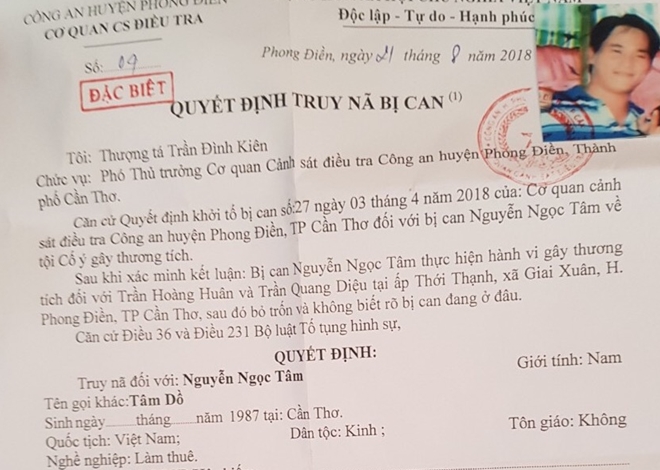 CÔNG AN HUYỆN PHONG ĐIỀN
CƠ QUAN CS ĐIỀU TRA
Độc lập - Tự do - Hạnh phúc
Số: 09
Phong Điền, ngày 21 tháng 8 năm 2018
ĐẶC BIỆT
QUYẾT ĐỊNH TRUY NÃ BỊ CAN (1)
Tôi: Thượng tá Trần Đình Kiên
Chức vụ: Phó Thủ trưởng Cơ quan Cảnh sát điều tra Công an huyện Phong Điền, Thành
phố Cần Thơ.
Căn cứ Quyết định khởi tố bị can số:27 ngày 03 tháng 4 năm 2018 của: Cơ quan cảnh
sát điều tra Công an huyện Phong Điền, TP Cần Thơ đối với bị can Nguyễn Ngọc Tâm về
tội Cố ý gây thương tích.
Sau khi xác minh kết luận: Bị can Nguyễn Ngọc Tâm thực hiện hành vi gây thương
tích đối với Trần Hoàng Huân và Trần Quang Diệu tại ấp Thới Thạnh, xã Giai Xuân, H.
Phong Điền, TP Cần Thơ, sau đó bỏ trốn và không biết rõ bị can đang ở đâu.
Căn cứ Điều 36 và Điều 231 Bộ luật Tố tụng hình sự,
QUYẾT ĐỊNH:
Truy nã đối với: Nguyễn Ngọc Tâm Giới tính: Nam
Tên gọi khác:Tâm Dồ
Sinh ngày......tháng......năm 1987 tại: Cần Thơ.
Quốc tịch: Việt Nam; Dân tộc: Kinh ; Tôn giáo: Không
Nghề nghiệp: Làm thuê.